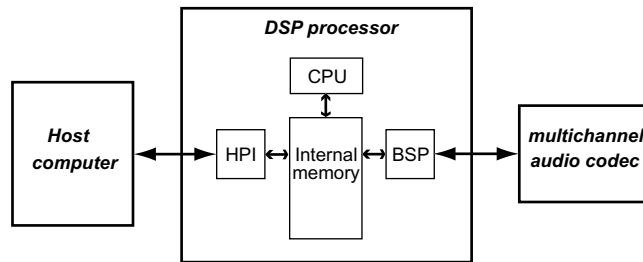 DSP processor
CPU
Host
computer
HPI
Internal
memory
BSP
multichannel
audio codec